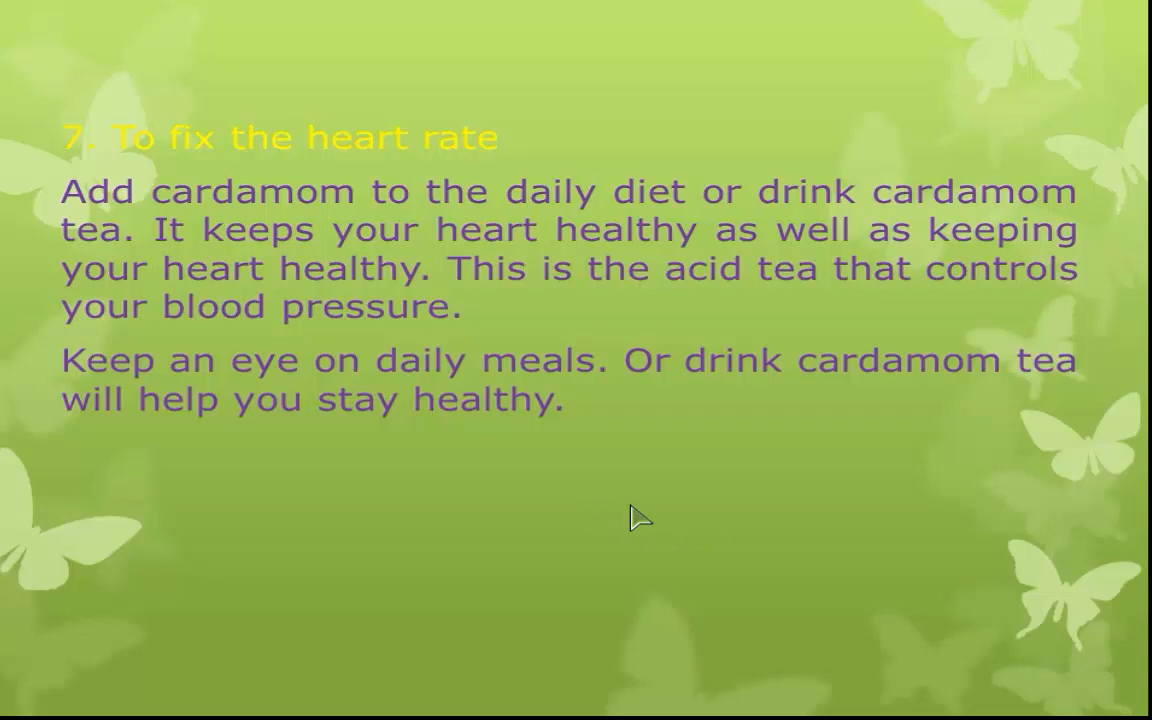 7. To fix the heart rate
Add cardamom to the daily diet or drink cardamom
tea. It keeps your heart healthy as well as keeping
your heart healthy. This is the acid tea that controls
your blood pressure.
Keep an eye on daily meals. Or drink cardamom tea
will help you stay healthy.